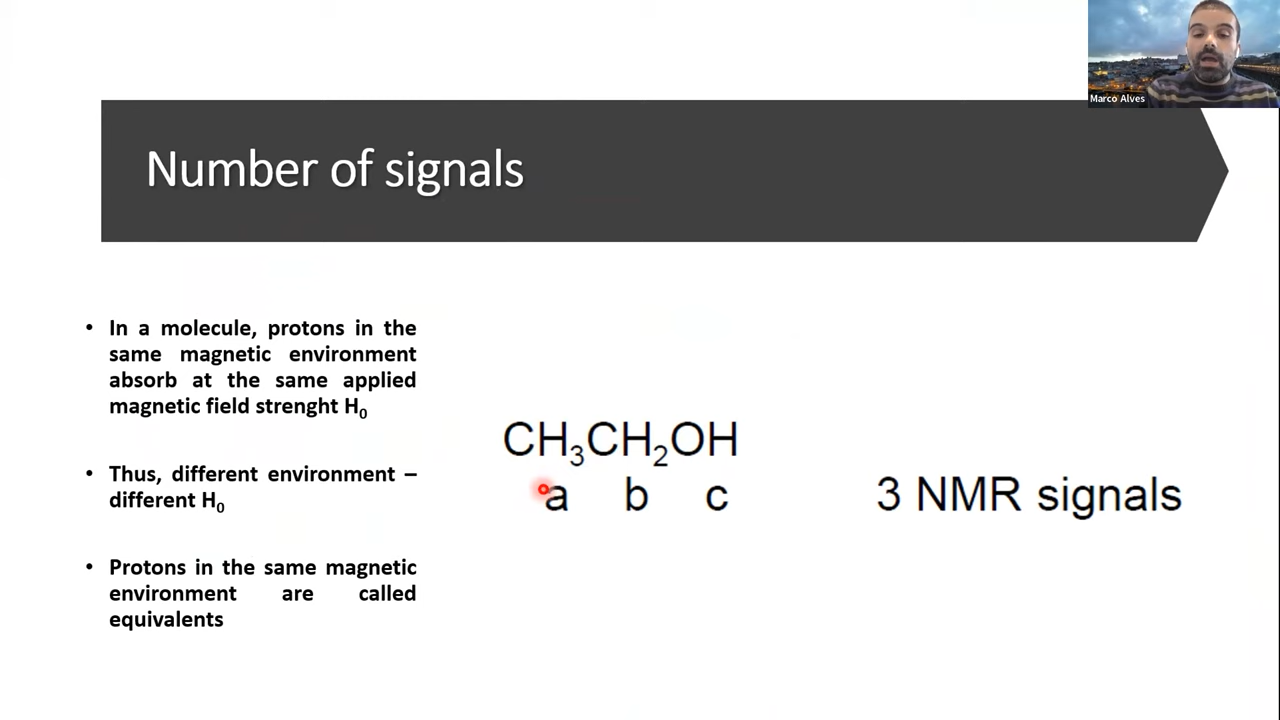 Marco Alves
Number of signals
• In a molecule, protons in the
same magnetic environment
absorb at the same applied
magnetic field strenght H₀
• Thus, different environment –
different H₀
• Protons in the same magnetic
environment are called
equivalents
CH₃CH₂OH
a b c
3 NMR signals